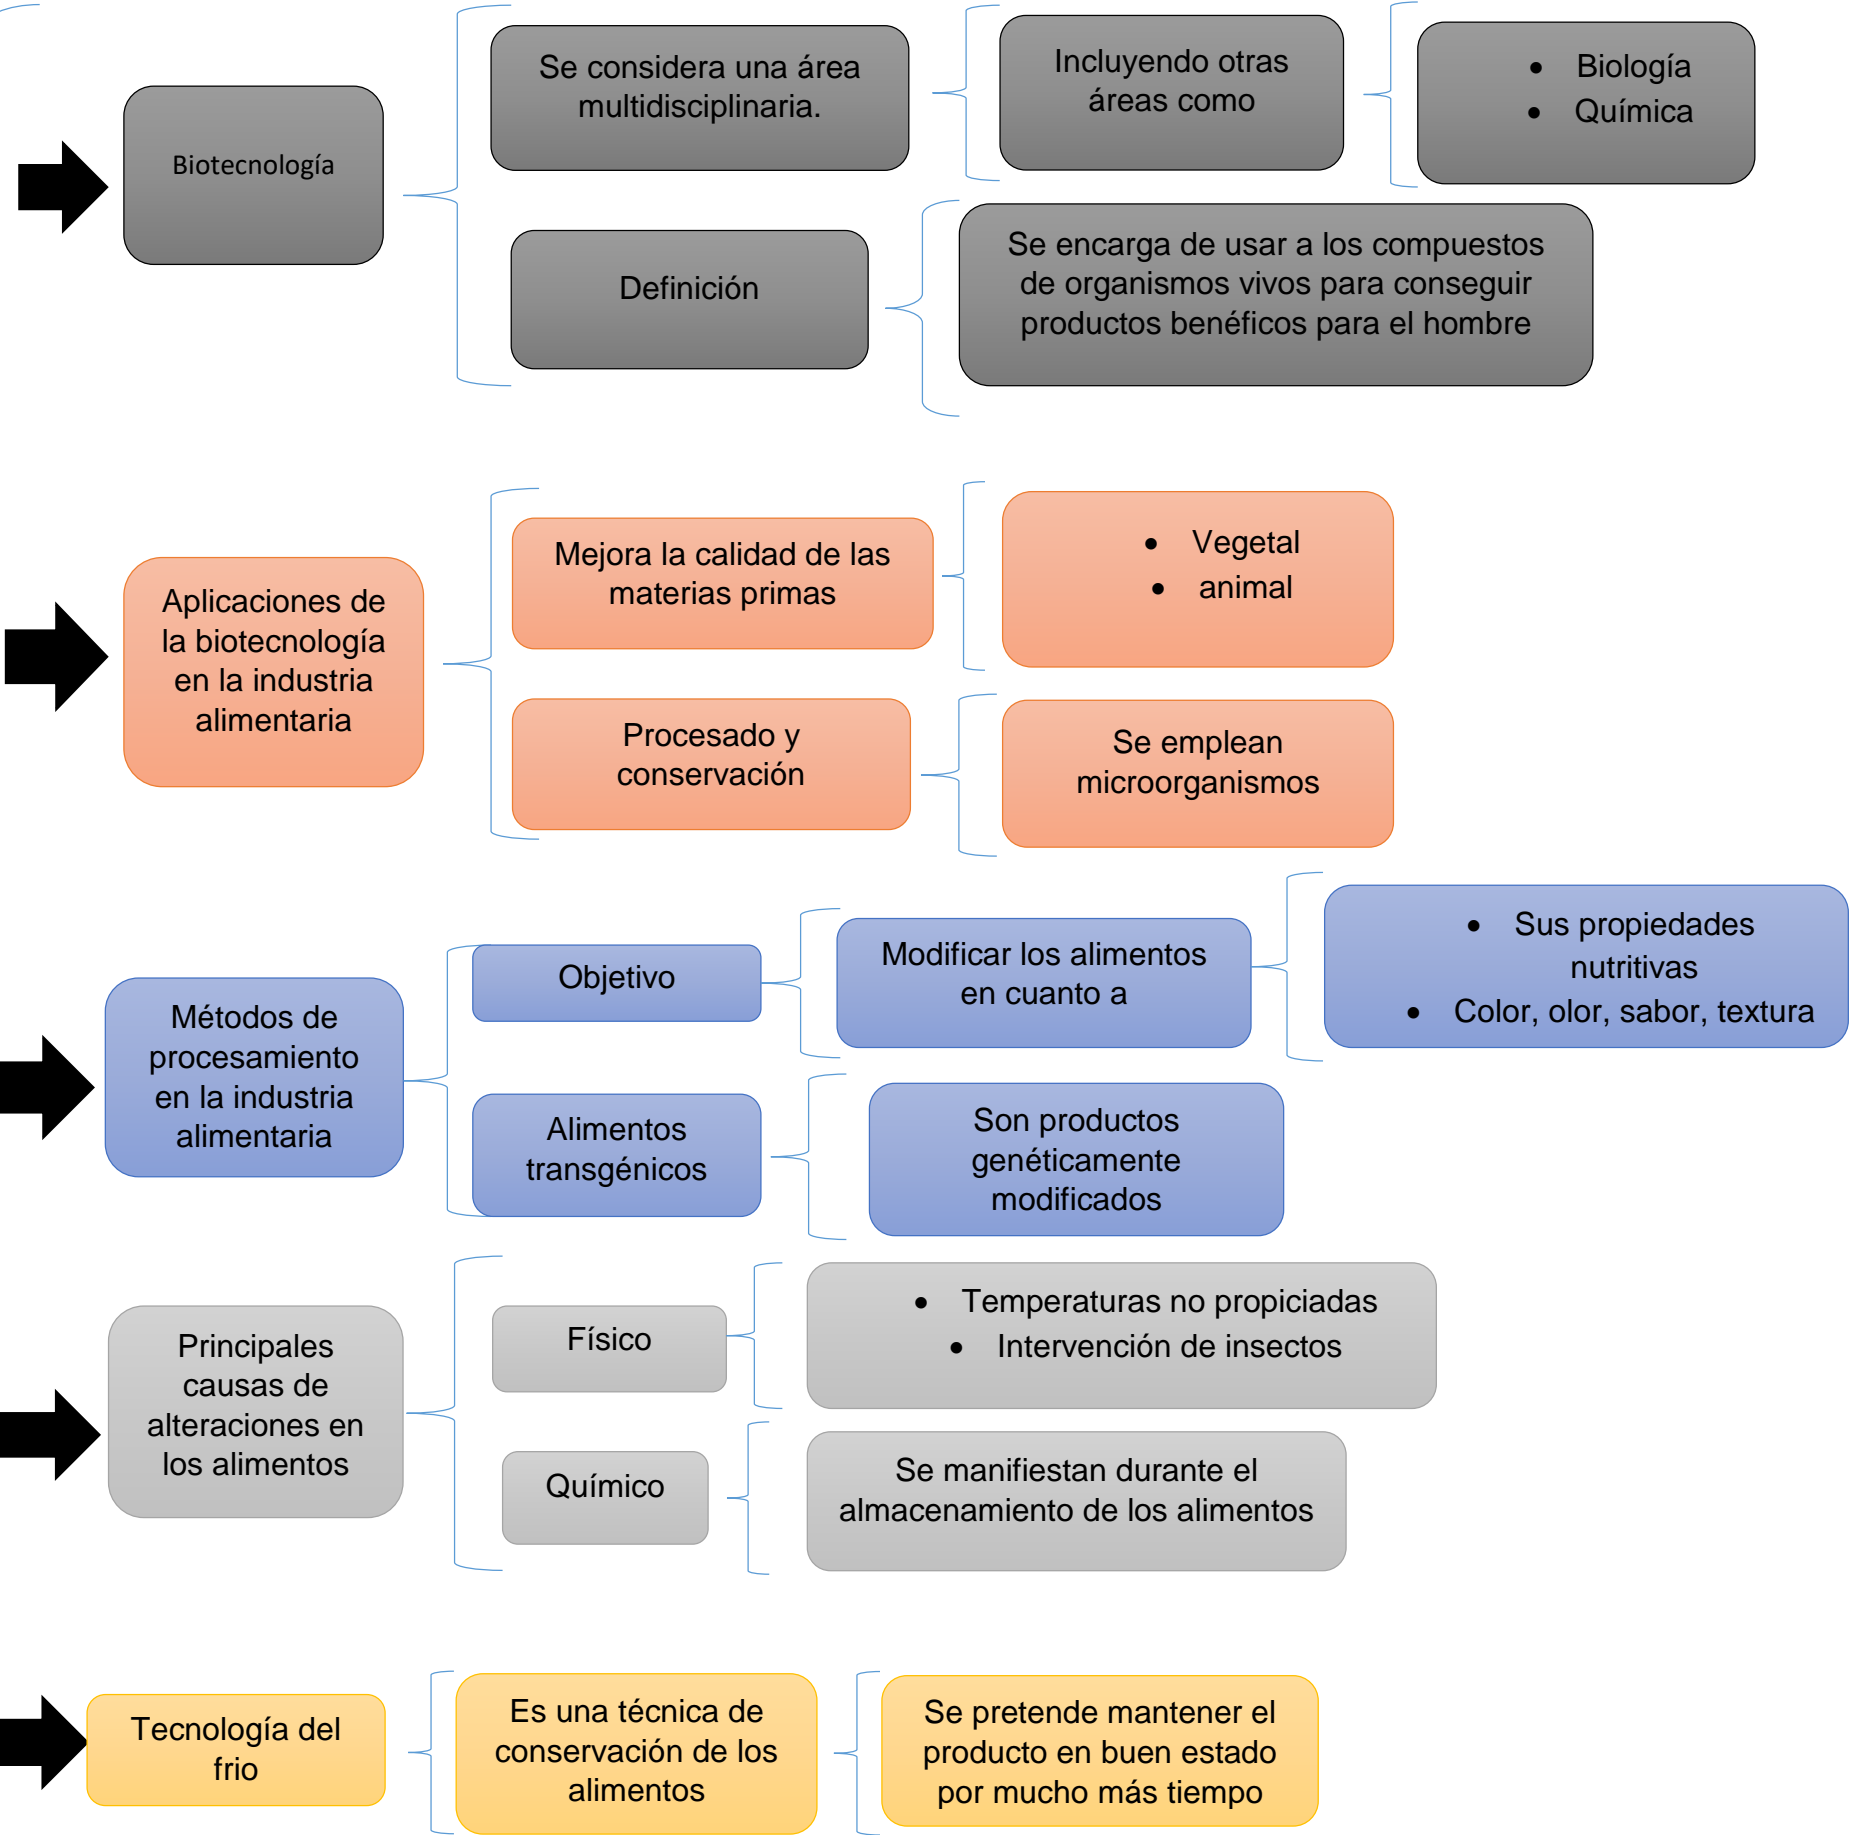 Biotecnología
Se considera una área
multidisciplinaria.
Incluyendo otras
áreas como
• Biología
• Química
Definición
Se encarga de usar a los compuestos
de organismos vivos para conseguir
productos benéficos para el hombre
Aplicaciones de
la biotecnología
en la industria
alimentaria
Mejora la calidad de las
materias primas
• Vegetal
• animal
Procesado y
conservación
Se emplean
microorganismos
Métodos de
procesamiento
en la industria
alimentaria
Objetivo
Modificar los alimentos
en cuanto a
• Sus propiedades
nutritivas
• Color, olor, sabor, textura
Alimentos
transgénicos
Son productos
genéticamente
modificados
Principales
causas de
alteraciones en
los alimentos
Físico
• Temperaturas no propiciadas
• Intervención de insectos
Químico
Se manifiestan durante el
almacenamiento de los alimentos
Tecnología del
frio
Es una técnica de
conservación de los
alimentos
Se pretende mantener el
producto en buen estado
por mucho más tiempo